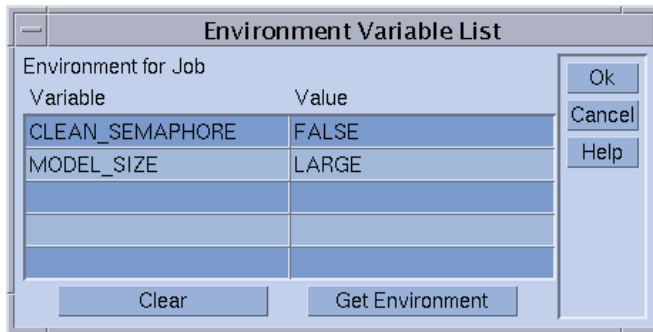 Environment Variable List
Environment for Job
Variable Value
CLEAN_SEMAPHORE FALSE
MODEL_SIZE LARGE
Clear Get Environment
Ok
Cancel
Help